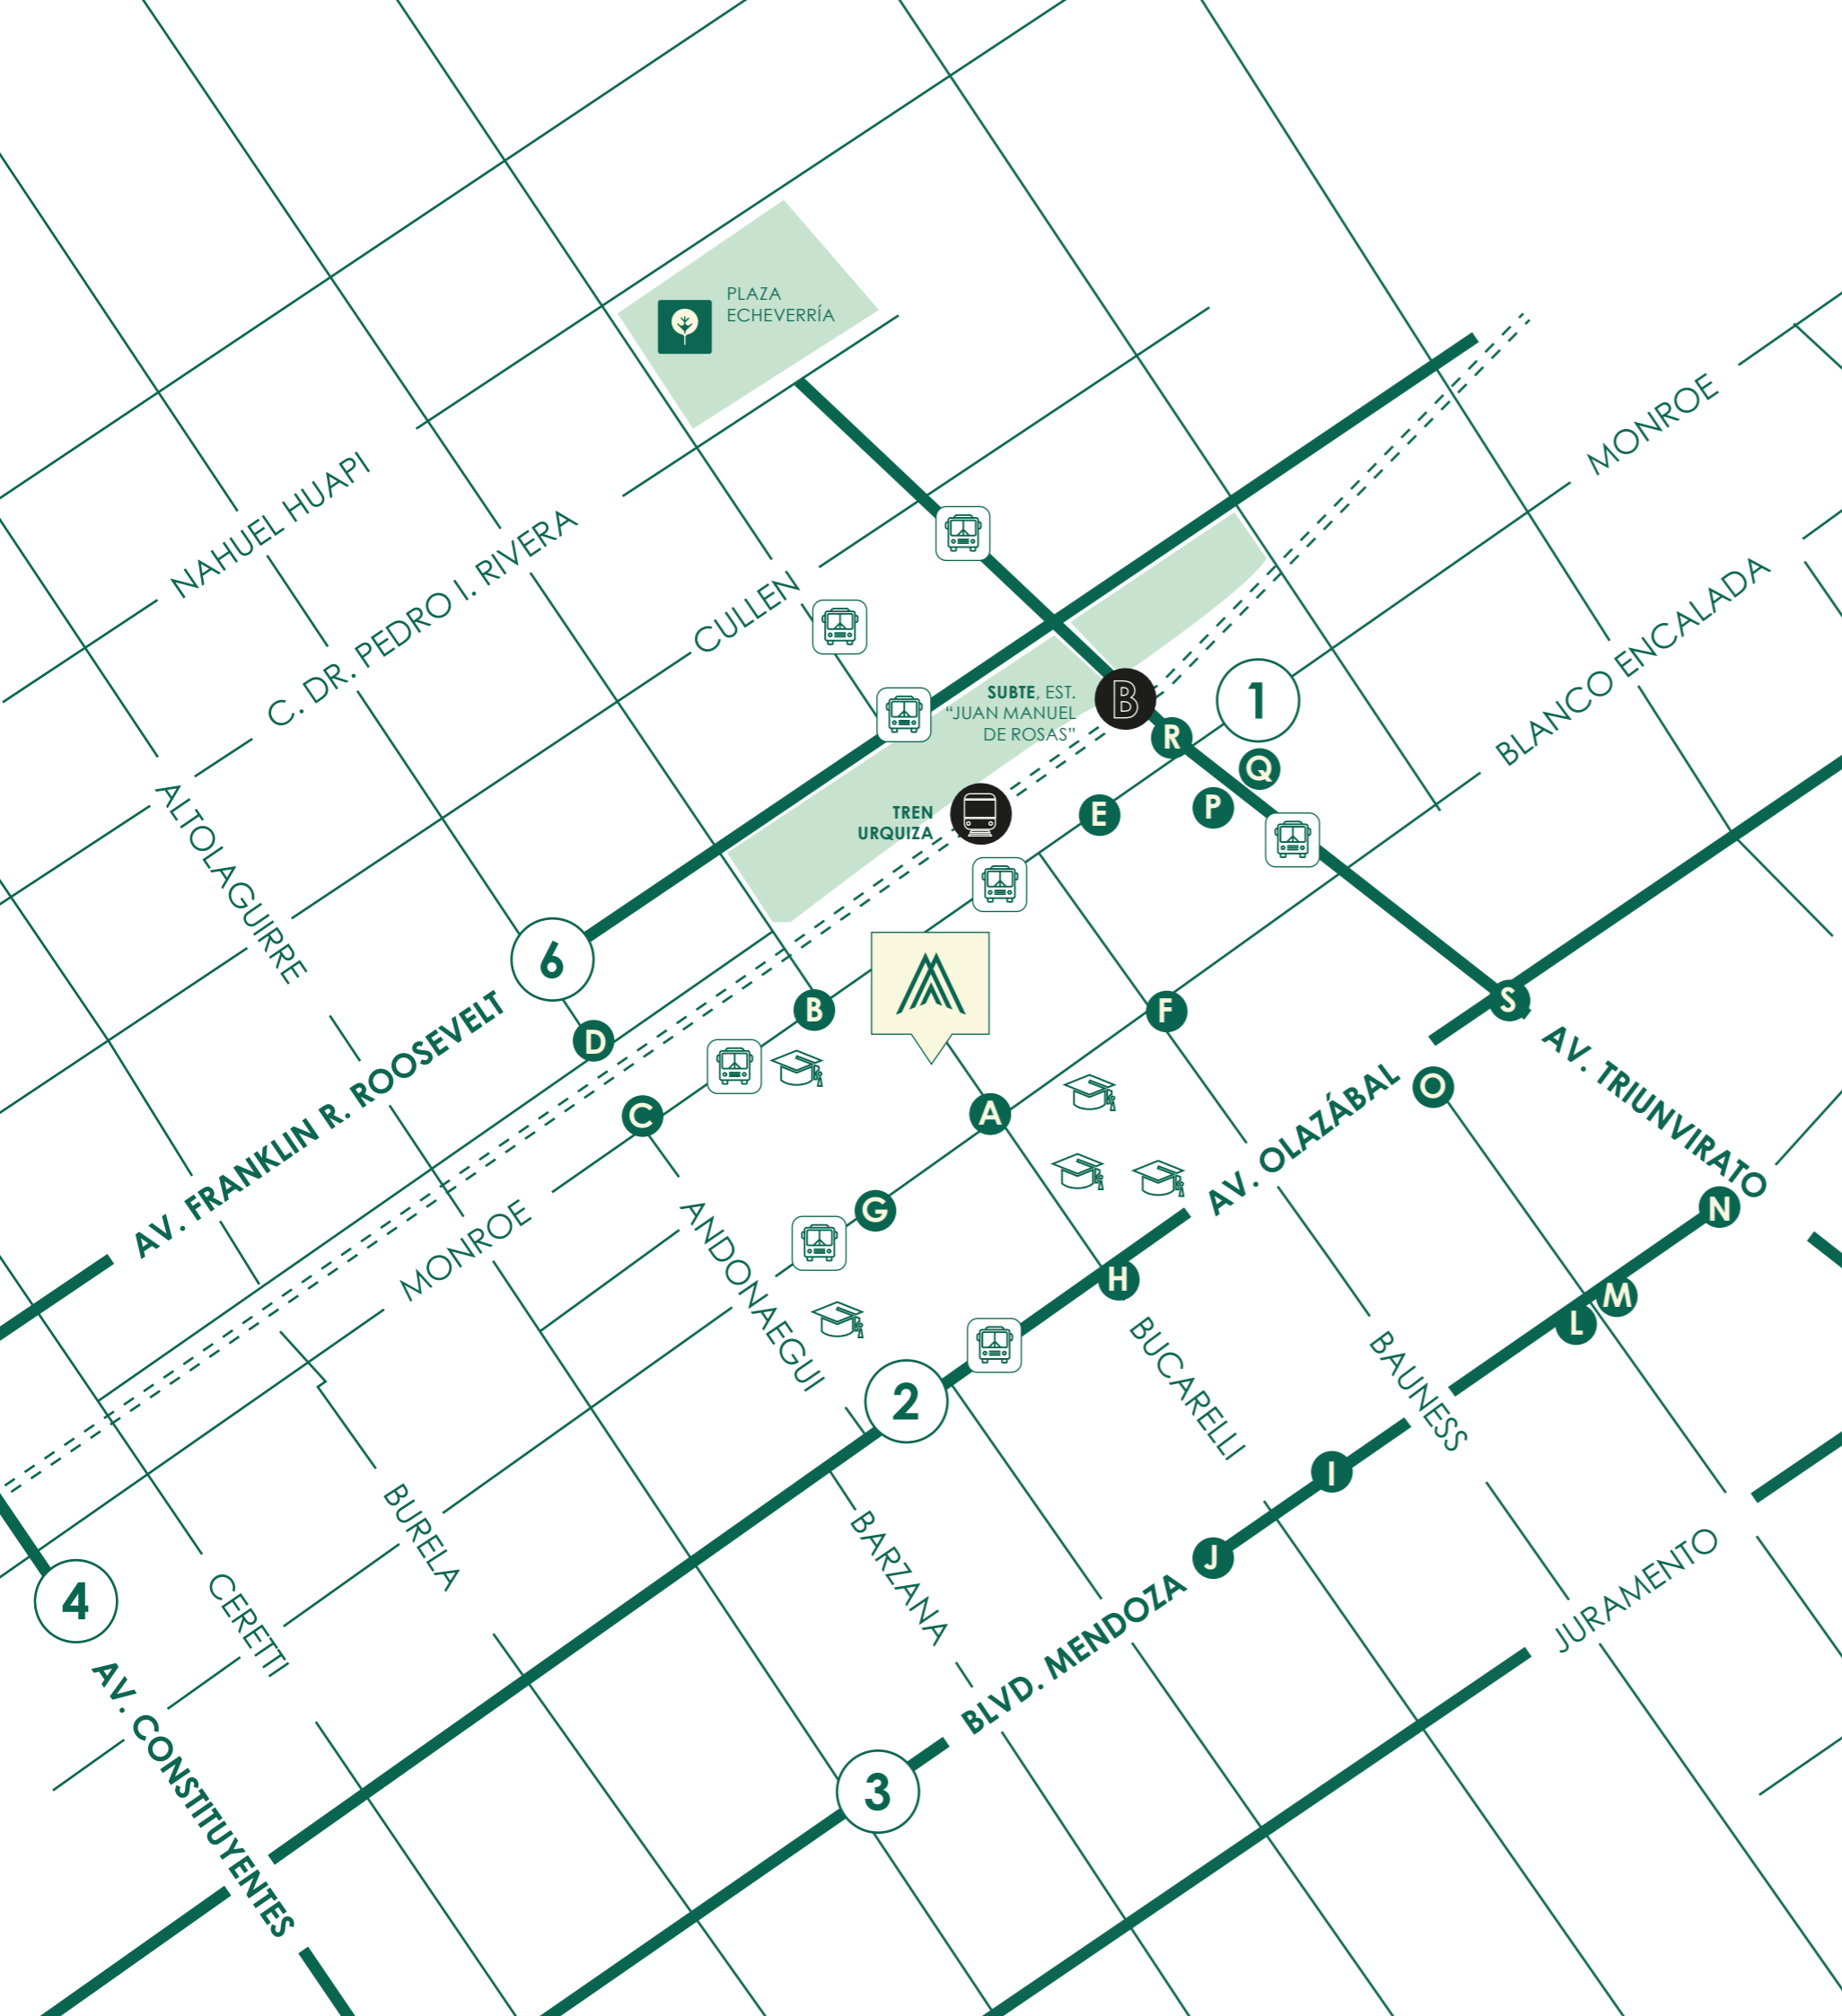 PLAZA
ECHEVERRÍA
MONROE
NAHUEL HUAPI
C. DR. PEDRO I. RIVERA
CULLEN
BLANCO ENCALADA
SUBTE, EST.
“JUAN MANUEL
DE ROSAS”
B
1
R
Q
P
E
TREN
URQUIZA
ALTOLAGUIRRE
6
AV. FRANKLIN R. ROOSEVELT
D
B
F
S
AV. TRIUNVIRATO
C
A
O
AV. OLAZÁBAL
MONROE
ANDONAEGUI
G
N
H
M
L
BUCARELLI
BAUNESS
2
I
BURELA
BARZANA
J
4
CERETTI
BLVD. MENDOZA
JURAMENTO
AV. CONSTITUYENTES
3